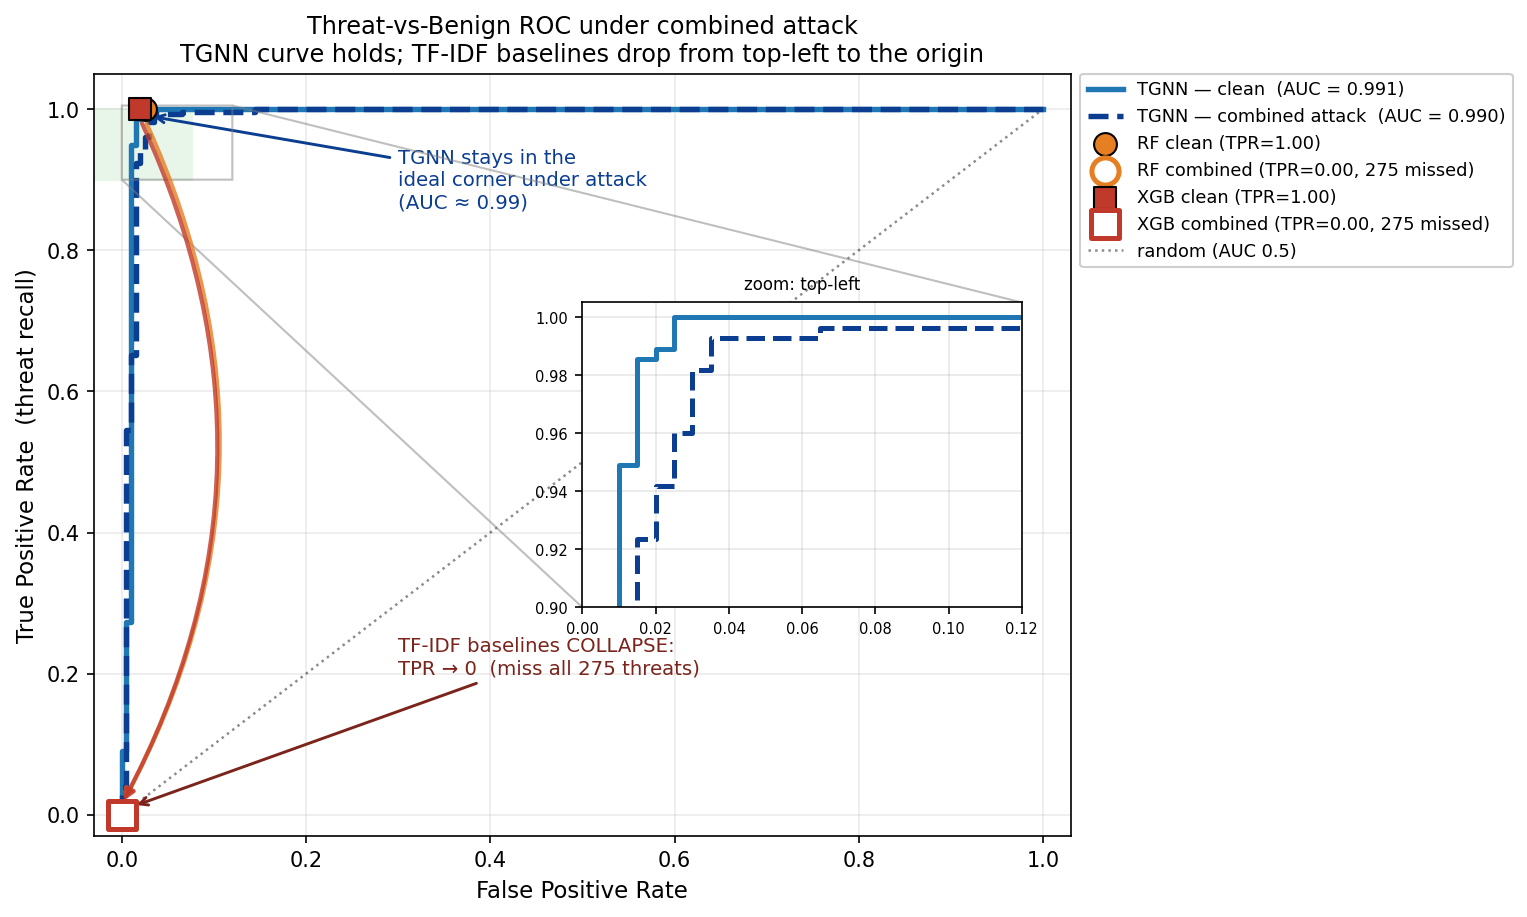 Threat-vs-Benign ROC under combined attack
TGNN curve holds; TF-IDF baselines drop from top-left to the origin
TGNN — clean  (AUC = 0.991)
TGNN — combined attack  (AUC = 0.990)
RF clean (TPR=1.00)
RF combined (TPR=0.00, 275 missed)
XGB clean (TPR=1.00)
XGB combined (TPR=0.00, 275 missed)
random (AUC 0.5)
True Positive Rate  (threat recall)
1.0
0.8
0.6
0.4
0.2
0.0
TGNN stays in the
ideal corner under attack
(AUC ≈ 0.99)
zoom: top-left
1.00
0.98
0.96
0.94
0.92
0.90
0.00 0.02 0.04 0.06 0.08 0.10 0.12
TF-IDF baselines COLLAPSE:
TPR → 0  (miss all 275 threats)
0.0 0.2 0.4 0.6 0.8 1.0
False Positive Rate